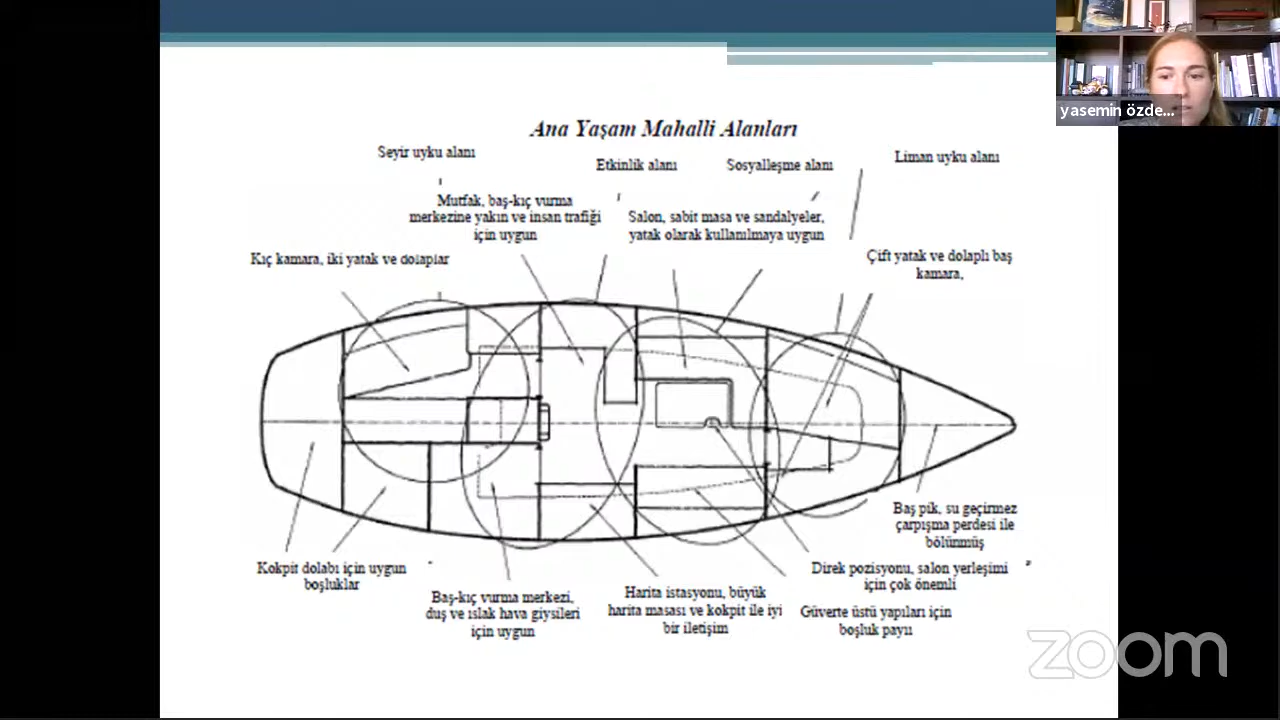 yasemin özde...
Ana Yaşam Mahalli Alanları
Seyir uyku alanı
Etkinlik alanı
Sosyalleşme alanı
Liman uyku alanı
Mutfak, baş-kıç vurma
merkezine yakın ve insan trafiği
için uygun
Salon, sabit masa ve sandalyeler,
yatak olarak kullanılmaya uygun
Kıç kamara, iki yatak ve dolaplar
Çift yatak ve dolaplı baş
kamara,
Baş pik, su geçirmez
çarpışma perdesi ile
bölünmüş
Kokpit dolabı için uygun
boşluklar
Baş-kıç vurma merkezi,
duş ve ıslak hava giysileri
için uygun
Harita istasyonu, büyük
harita masası ve kokpit ile iyi
bir iletişim
Direk pozisyonu, salon yerleşimi
için çok önemli
Güverte üstü yapıları için
boşluk payıı
zoom